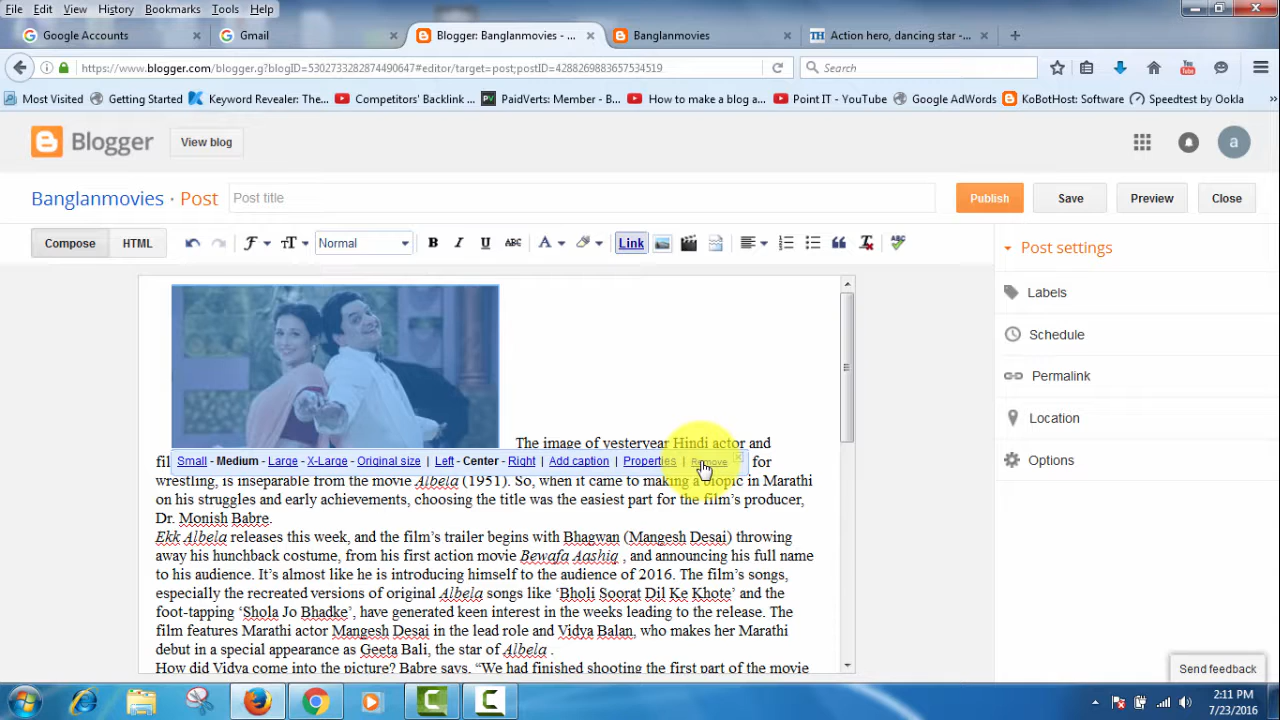 File Edit View History Bookmarks Tools Help
Google Accounts Gmail Blogger: Banglanmovies - ... Banglanmovies TH Action hero, dancing star -...
https://www.blogger.com/blogger.g?blogID=5302733282874490647#editor/target=post;postID=4288269883657534519 Search
Most Visited Getting Started Keyword Revealer: The... Competitors' Backlink ... PV PaidVerts: Member - B... How to make a blog a... Point IT - YouTube Google AdWords KoBotHost: Software Speedtest by Ookla
Blogger View blog a
Banglanmovies · Post Post title Publish Save Preview Close
Compose HTML Normal B I U ABC A Link
Post settings
Labels
Schedule
Permalink
Location
Options
The image of yesteryear Hindi actor and
fil Small - Medium - Large - X-Large - Original size | Left - Center - Right | Add caption | Properties | Remove for
wrestling, is inseparable from the movie Albela (1951). So, when it came to making a biopic in Marathi
on his struggles and early achievements, choosing the title was the easiest part for the film's producer,
Dr. Monish Babre.
Ekk Albela releases this week, and the film's trailer begins with Bhagwan (Mangesh Desai) throwing
away his hunchback costume, from his first action movie Bewafa Aashiq , and announcing his full name
to his audience. It's almost like he is introducing himself to the audience of 2016. The film's songs,
especially the recreated versions of original Albela songs like 'Bholi Soorat Dil Ke Khote' and the
foot-tapping 'Shola Jo Bhadke', have generated keen interest in the weeks leading to the release. The
film features Marathi actor Mangesh Desai in the lead role and Vidya Balan, who makes her Marathi
debut in a special appearance as Geeta Bali, the star of Albela .
How did Vidya come into the picture? Babre says, "We had finished shooting the first part of the movie
Send feedback
2:11 PM
7/23/2016